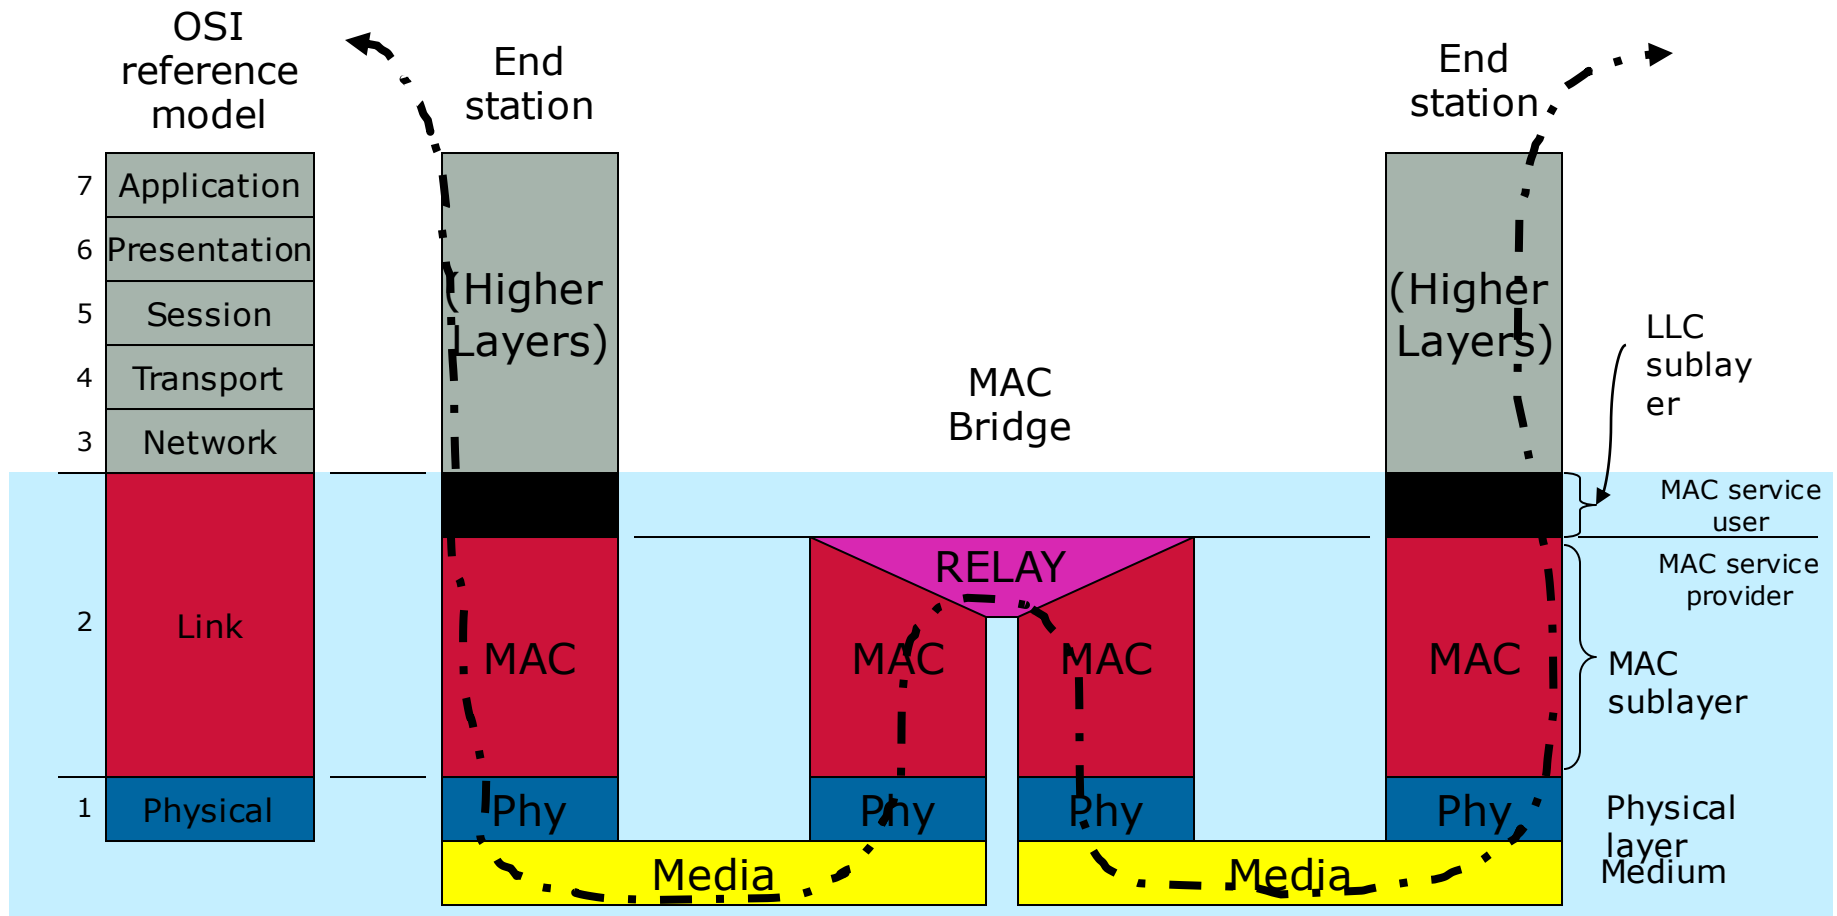 OSI
reference
model
End
station
End
station
7
Application
6
Presentation
5
Session
4
Transport
3
Network
2
Link
1
Physical
(Higher
Layers)
MAC
Phy
Media
MAC
Bridge
RELAY
MAC
MAC
Phy
Phy
Media
(Higher
Layers)
MAC
Phy
LLC
sublay
er
MAC service
user
MAC service
provider
MAC
sublayer
Physical
layer
Medium